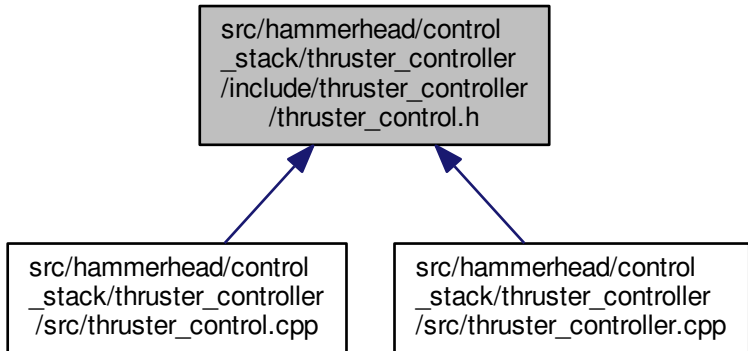 src/hammerhead/control
_stack/thruster_controller
/include/thruster_controller
/thruster_control.h
src/hammerhead/control
_stack/thruster_controller
/src/thruster_control.cpp
src/hammerhead/control
_stack/thruster_controller
/src/thruster_controller.cpp